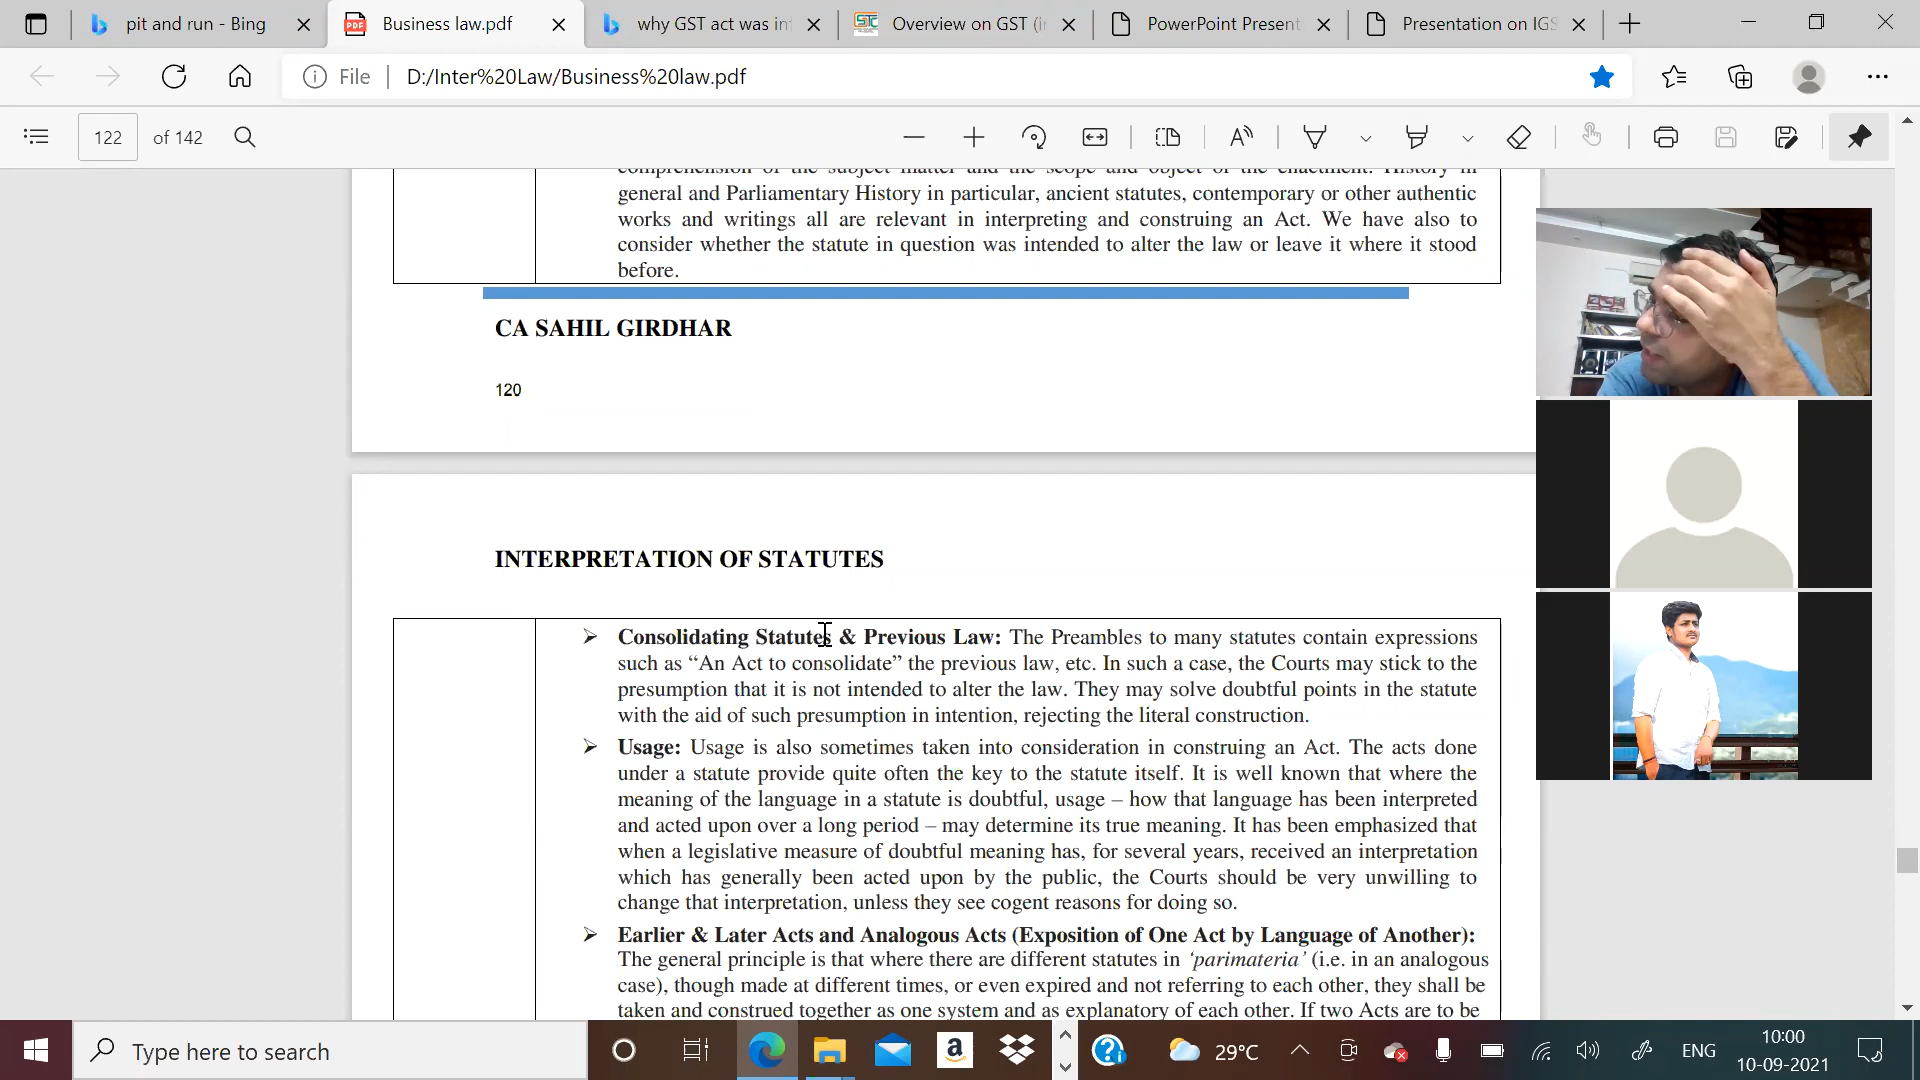 pit and run - Bing
Business law.pdf
why GST act was in
Overview on GST (i
PowerPoint Present
Presentation on IGS
File
D:/Inter%20Law/Business%20law.pdf
122
of 142
comprehension of the subject matter and the scope and object of the enactment. History in
general and Parliamentary History in particular, ancient statutes, contemporary or other authentic
works and writings all are relevant in interpreting and construing an Act. We have also to
consider whether the statute in question was intended to alter the law or leave it where it stood
before.
CA SAHIL GIRDHAR
120
INTERPRETATION OF STATUTES
➢ Consolidating Statutes & Previous Law: The Preambles to many statutes contain expressions
such as “An Act to consolidate” the previous law, etc. In such a case, the Courts may stick to the
presumption that it is not intended to alter the law. They may solve doubtful points in the statute
with the aid of such presumption in intention, rejecting the literal construction.
➢ Usage: Usage is also sometimes taken into consideration in construing an Act. The acts done
under a statute provide quite often the key to the statute itself. It is well known that where the
meaning of the language in a statute is doubtful, usage – how that language has been interpreted
and acted upon over a long period – may determine its true meaning. It has been emphasized that
when a legislative measure of doubtful meaning has, for several years, received an interpretation
which has generally been acted upon by the public, the Courts should be very unwilling to
change that interpretation, unless they see cogent reasons for doing so.
➢ Earlier & Later Acts and Analogous Acts (Exposition of One Act by Language of Another):
The general principle is that where there are different statutes in ‘parimateria’ (i.e. in an analogous
case), though made at different times, or even expired and not referring to each other, they shall be
taken and construed together as one system and as explanatory of each other. If two Acts are to be
Type here to search
29°C
ENG
10:00
10-09-2021